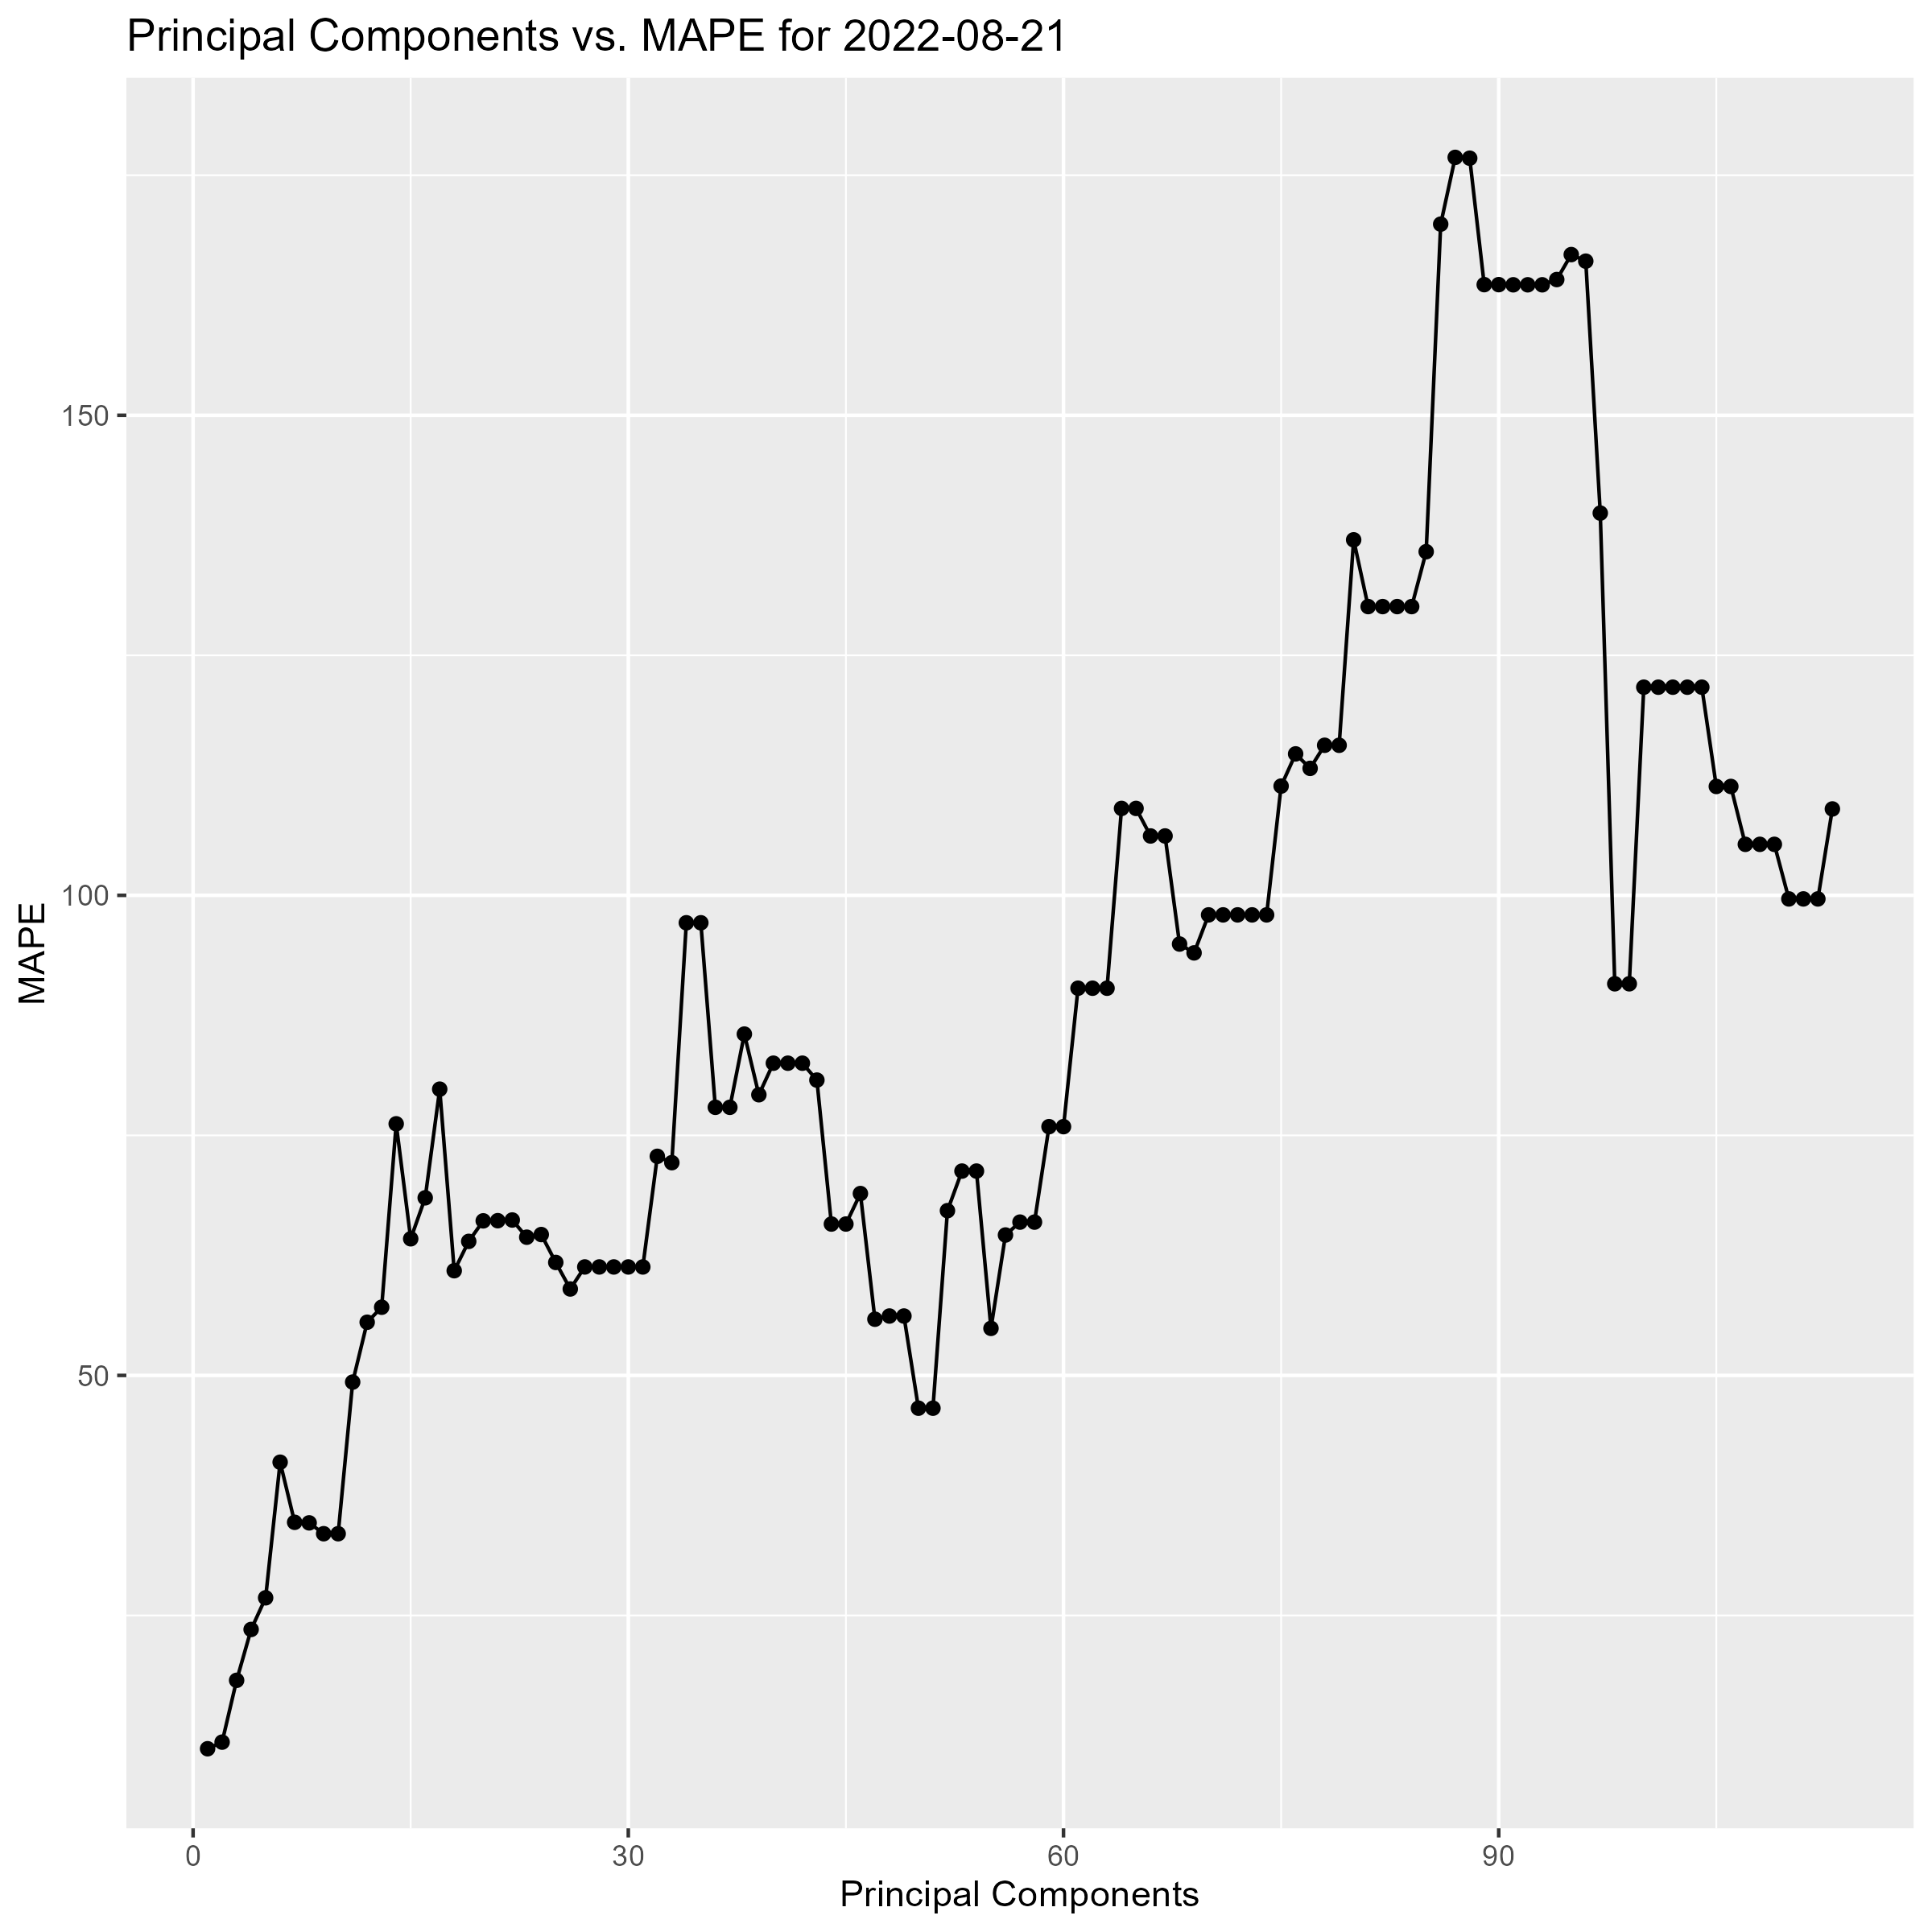 Principal Components vs. MAPE for 2022-08-21
MAPE
150
100
50
0 30 60 90
Principal Components